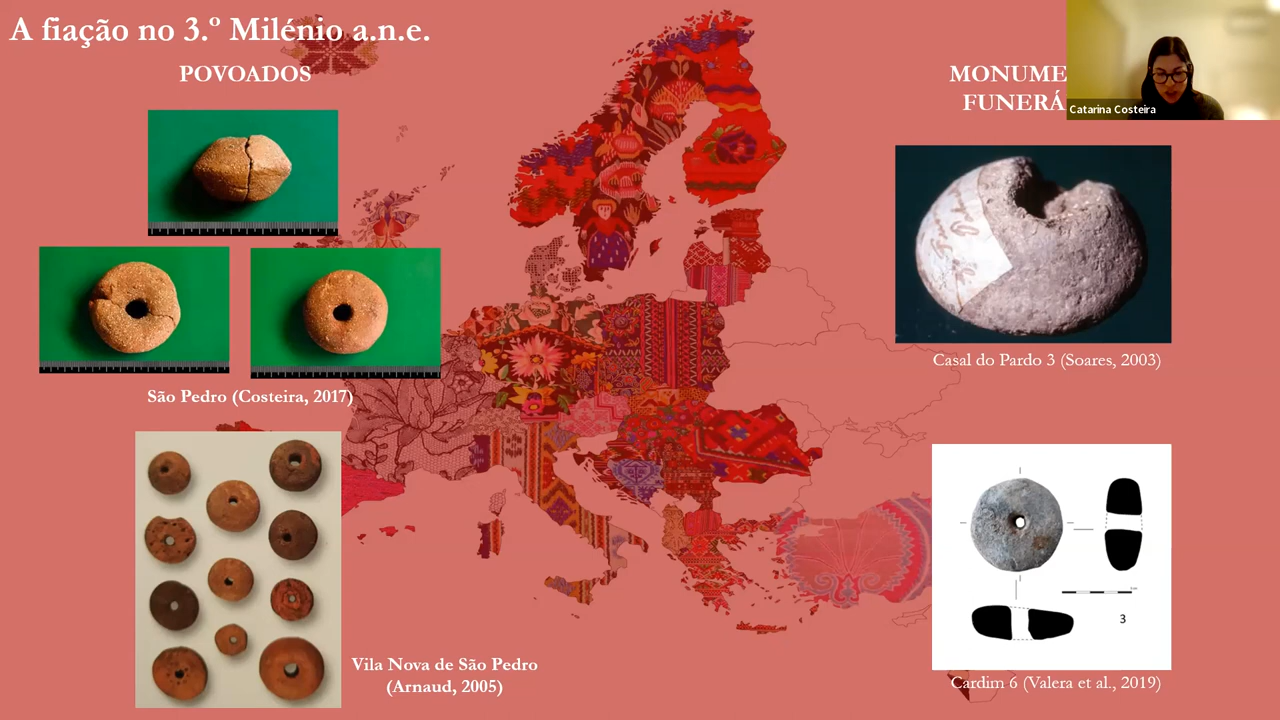 A fiação no 3.º Milénio a.n.e.
POVOADOS
MONUME
FUNERÁ
Catarina Costeira
São Pedro (Costeira, 2017)
Casal do Pardo 3 (Soares, 2003)
Vila Nova de São Pedro
(Arnaud, 2005)
3
Cardim 6 (Valera et al., 2019)